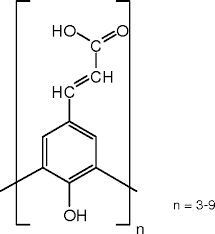 HO O
C
HC CH
OH
n
n = 3-9